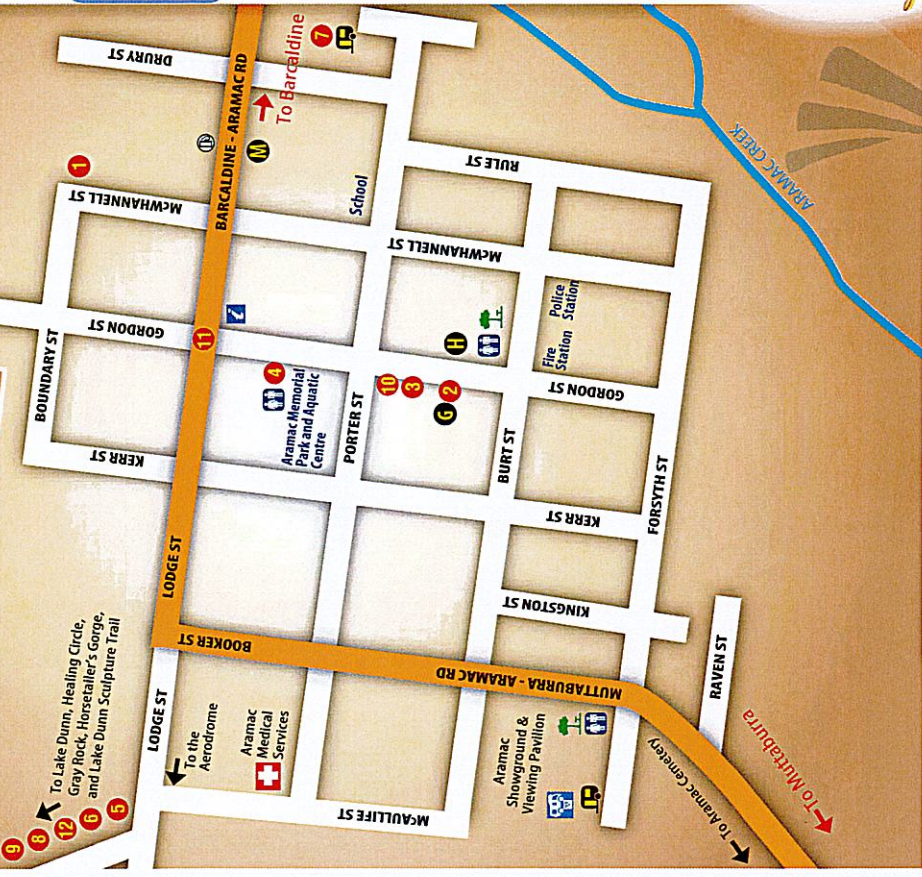 DRURY ST
BARCALDINE - ARAMAC RD
7
To Barcaldine
M
1
RULE ST
ARAMAC CREEK
McWHANNELL ST
School
McWHANNELL ST
i
Police
Station
Fire
Station
H
GORDON ST
11
BOUNDARY ST
4
Aramac Memorial
Park and Aquatic
Centre
PORTER ST
10
3
2
G
GORDON ST
BURT ST
KERR ST
KERR ST
FORSYTH ST
LODGE ST
KINGSTON ST
BOOKER ST
MUTTABURRA - ARAMAC RD
RAVEN ST
To Lake Dunn, Healing Circle,
Gray Rock, Horsetailer's Gorge,
and Lake Dunn Sculpture Trail
9
8
12
6
5
LODGE ST
To the
Aerodrome
Aramac
Medical
Services
McAULLIFE ST
Aramac
Showground &
Viewing Pavilion
To Aramac Cemetery
To Muttaburra